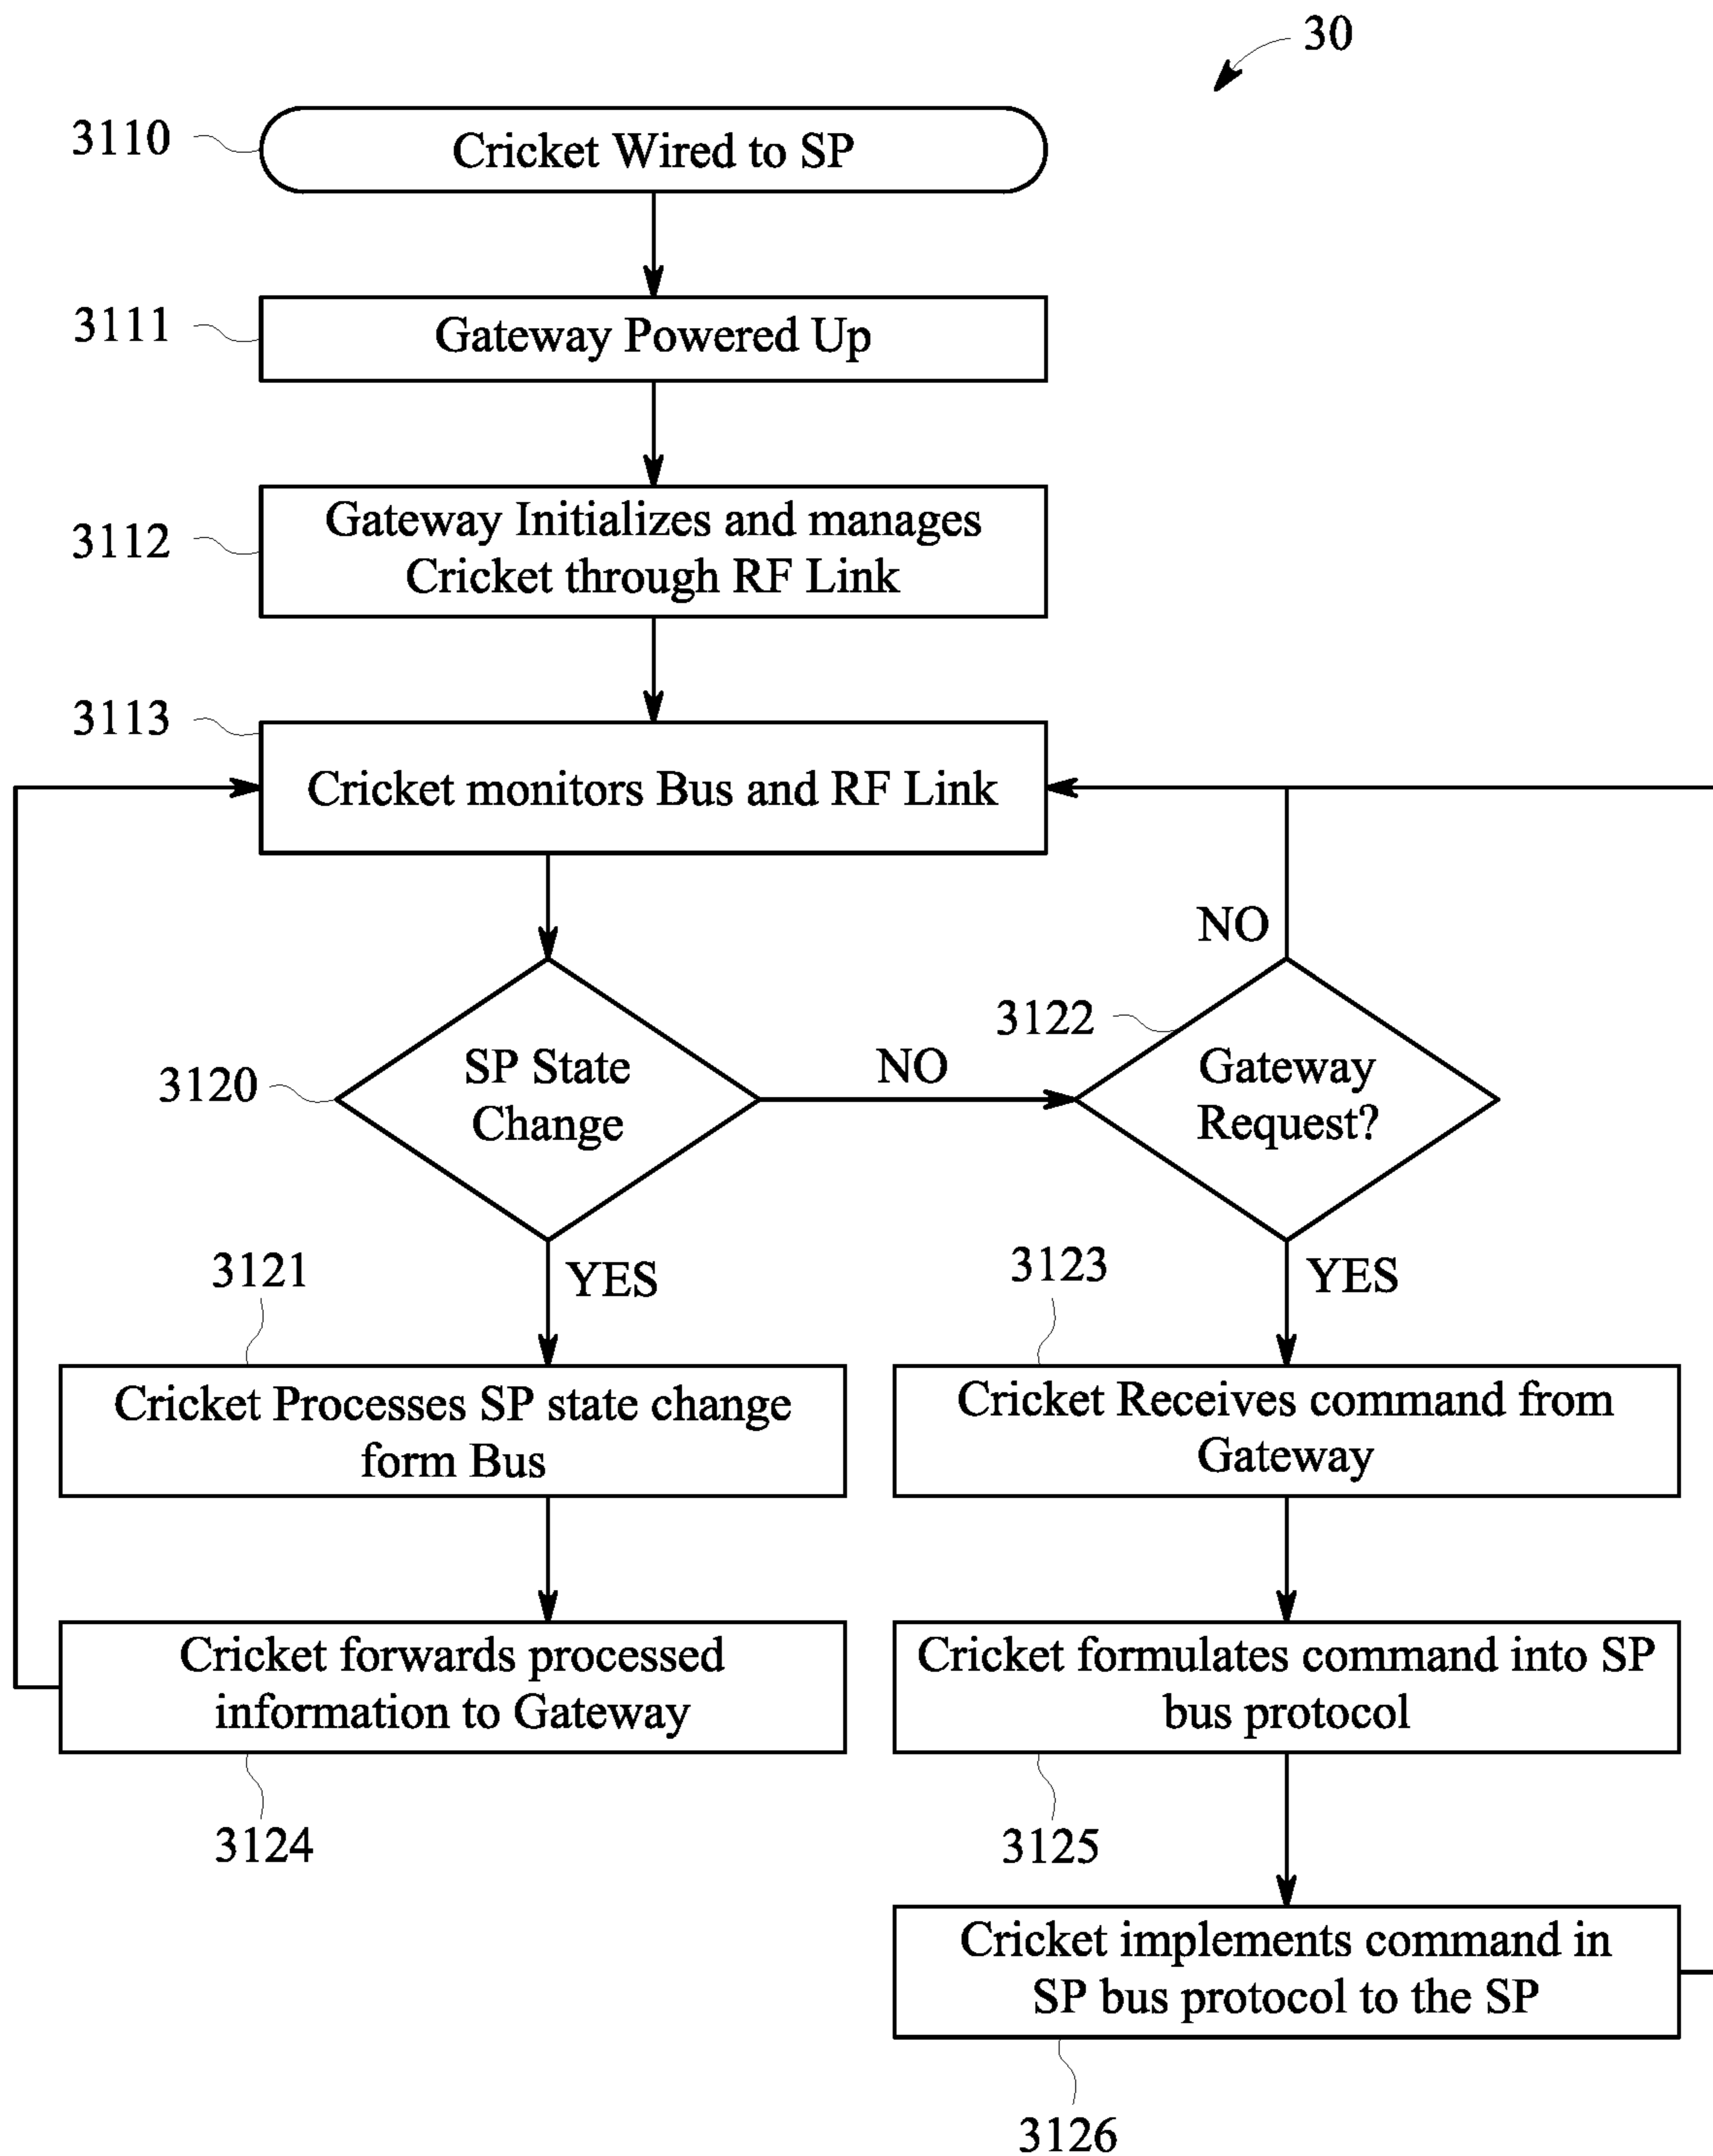 30
3110
Cricket Wired to SP
3111
Gateway Powered Up
3112
Gateway Initializes and manages
Cricket through RF Link
3113
Cricket monitors Bus and RF Link
NO
3120
SP State
Change
NO
3122
Gateway
Request?
3121
YES
3123
YES
Cricket Processes SP state change
form Bus
Cricket Receives command from
Gateway
Cricket forwards processed
information to Gateway
Cricket formulates command into SP
bus protocol
3124
3125
Cricket implements command in
SP bus protocol to the SP
3126